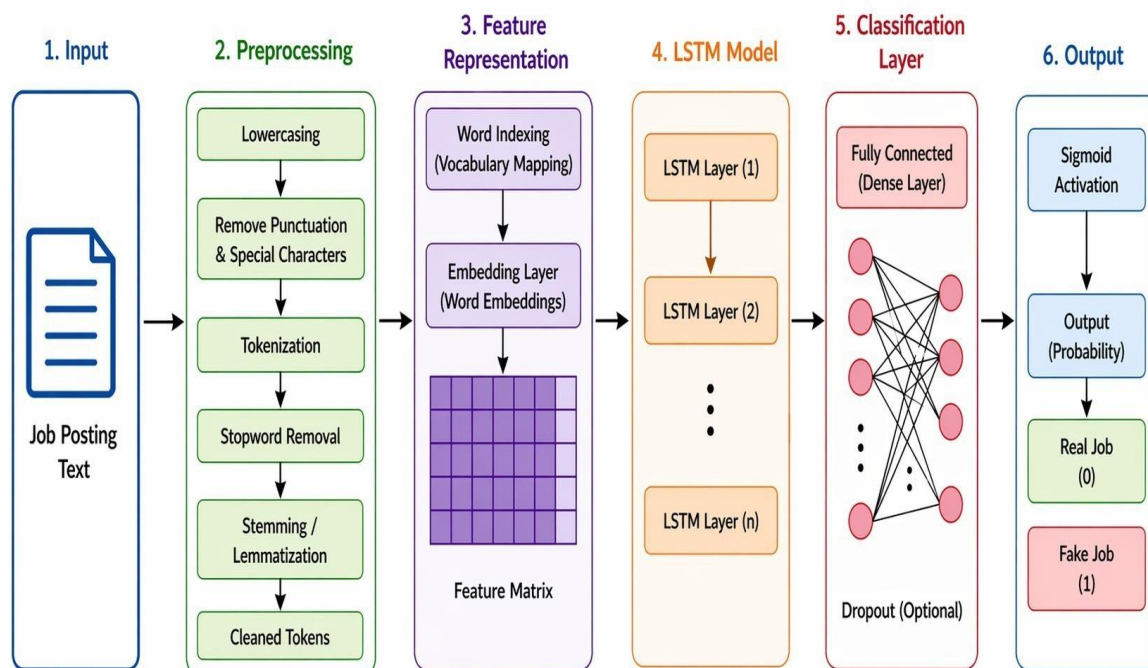 1. Input
Job Posting
Text
2. Preprocessing
Lowercasing
Remove Punctuation
& Special Characters
Tokenization
Stopword Removal
Stemming /
Lemmatization
Cleaned Tokens
3. Feature
Representation
Word Indexing
(Vocabulary Mapping)
Embedding Layer
(Word Embeddings)
Feature Matrix
4. LSTM Model
LSTM Layer (1)
LSTM Layer (2)
LSTM Layer (n)
5. Classification
Layer
Fully Connected
(Dense Layer)
Dropout (Optional)
6. Output
Sigmoid
Activation
Output
(Probability)
Real Job
(0)
Fake Job
(1)